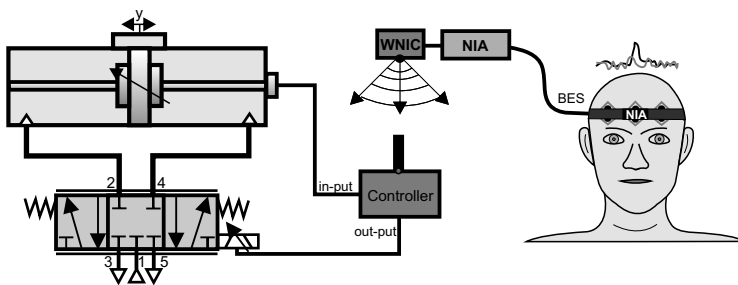 y
WNIC
NIA
BES
NIA
2
4
in-put
Controller
out-put
3
1
5